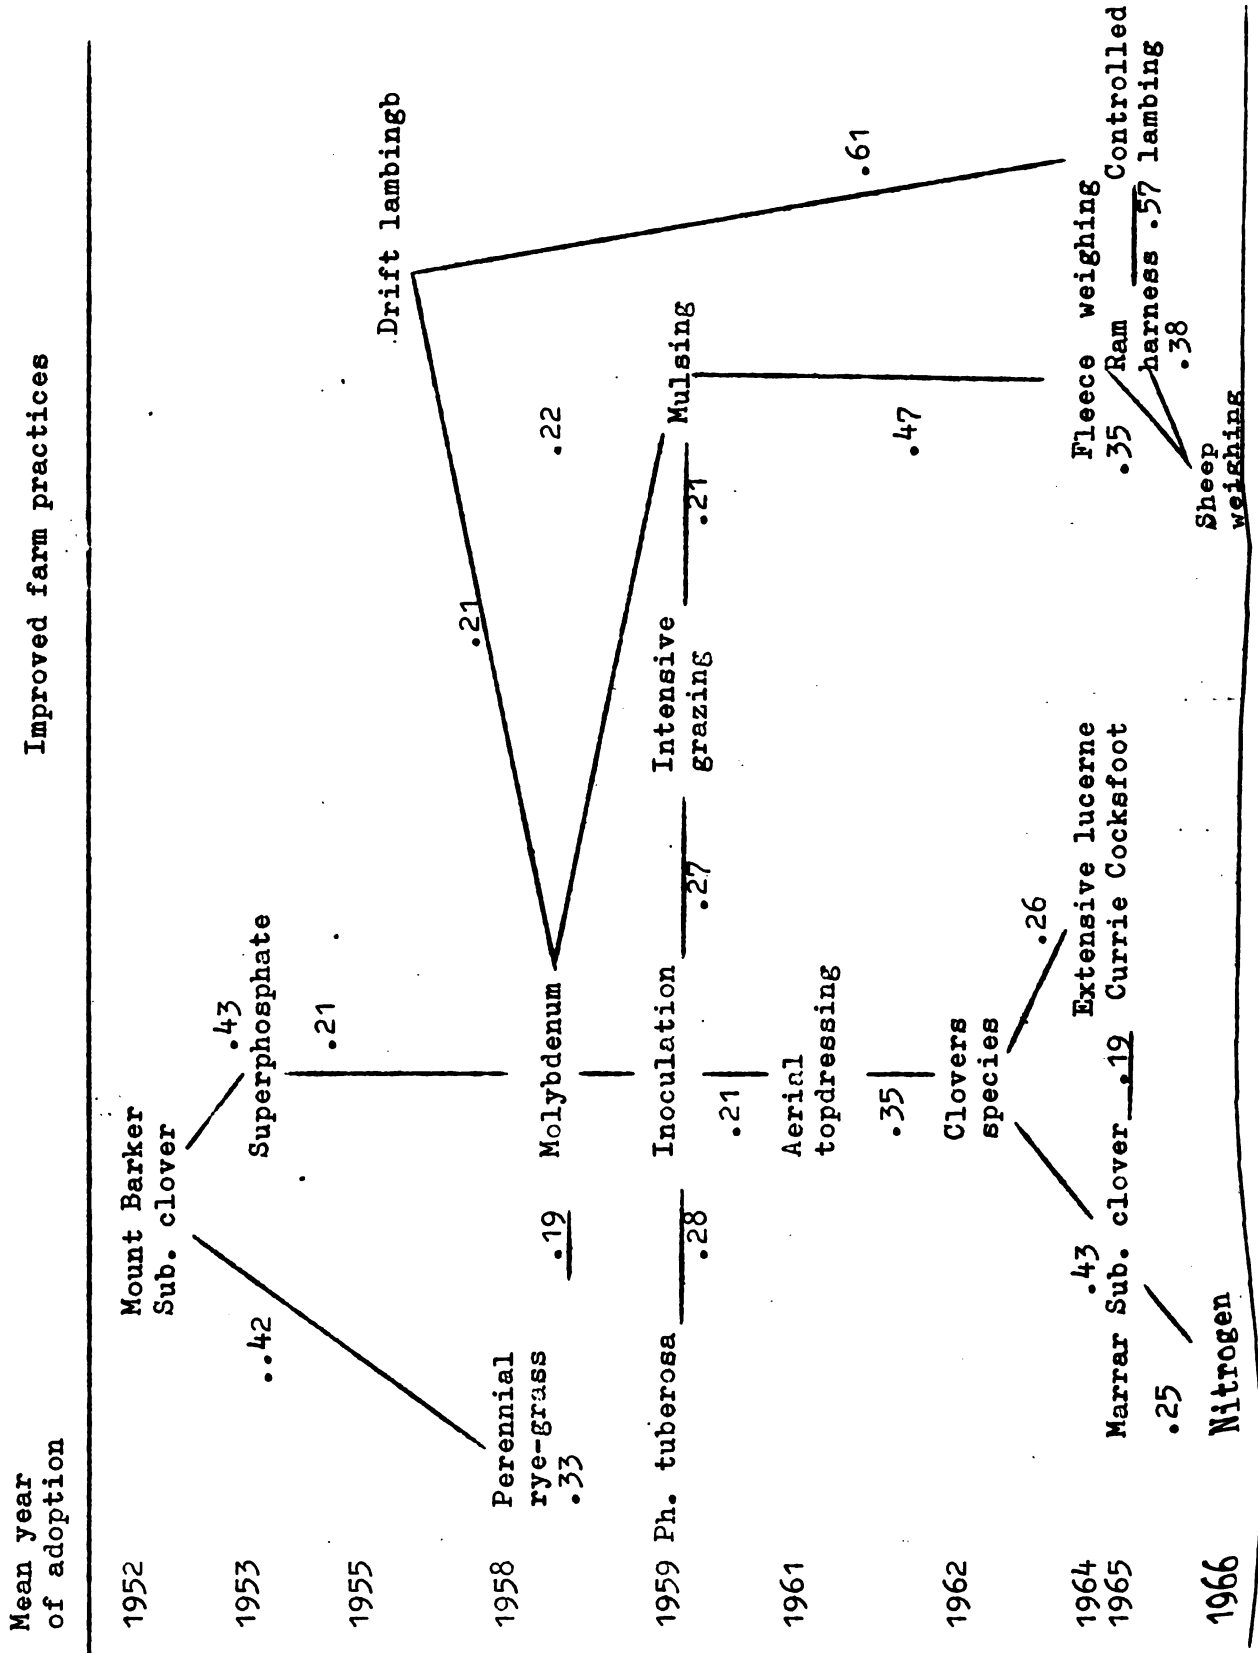 Mean year
of adoption
Improved farm practices
1952
Mount Barker
Sub. clover
..42
.43
1953
Superphosphate
.21
1955
.Drift lambingb
1958
Perennial
rye-grass
.33
.19
Molybdenum
.21
.22
1959
Ph. tuberosa
.28
Inoculation
.27
Intensive
grazing
.21
Mulsing
.61
.21
1961
Aerial
topdressing
.35
.47
1962
Clovers
species
.26
.43
1964
Extensive lucerne
Fleece weighing
1965
Marrar Sub. clover
.19
Currie Cocksfoot
.35
Ram
harness
.57
Controlled
lambing
.25
.38
1966
Nitrogen
Sheep
weighing